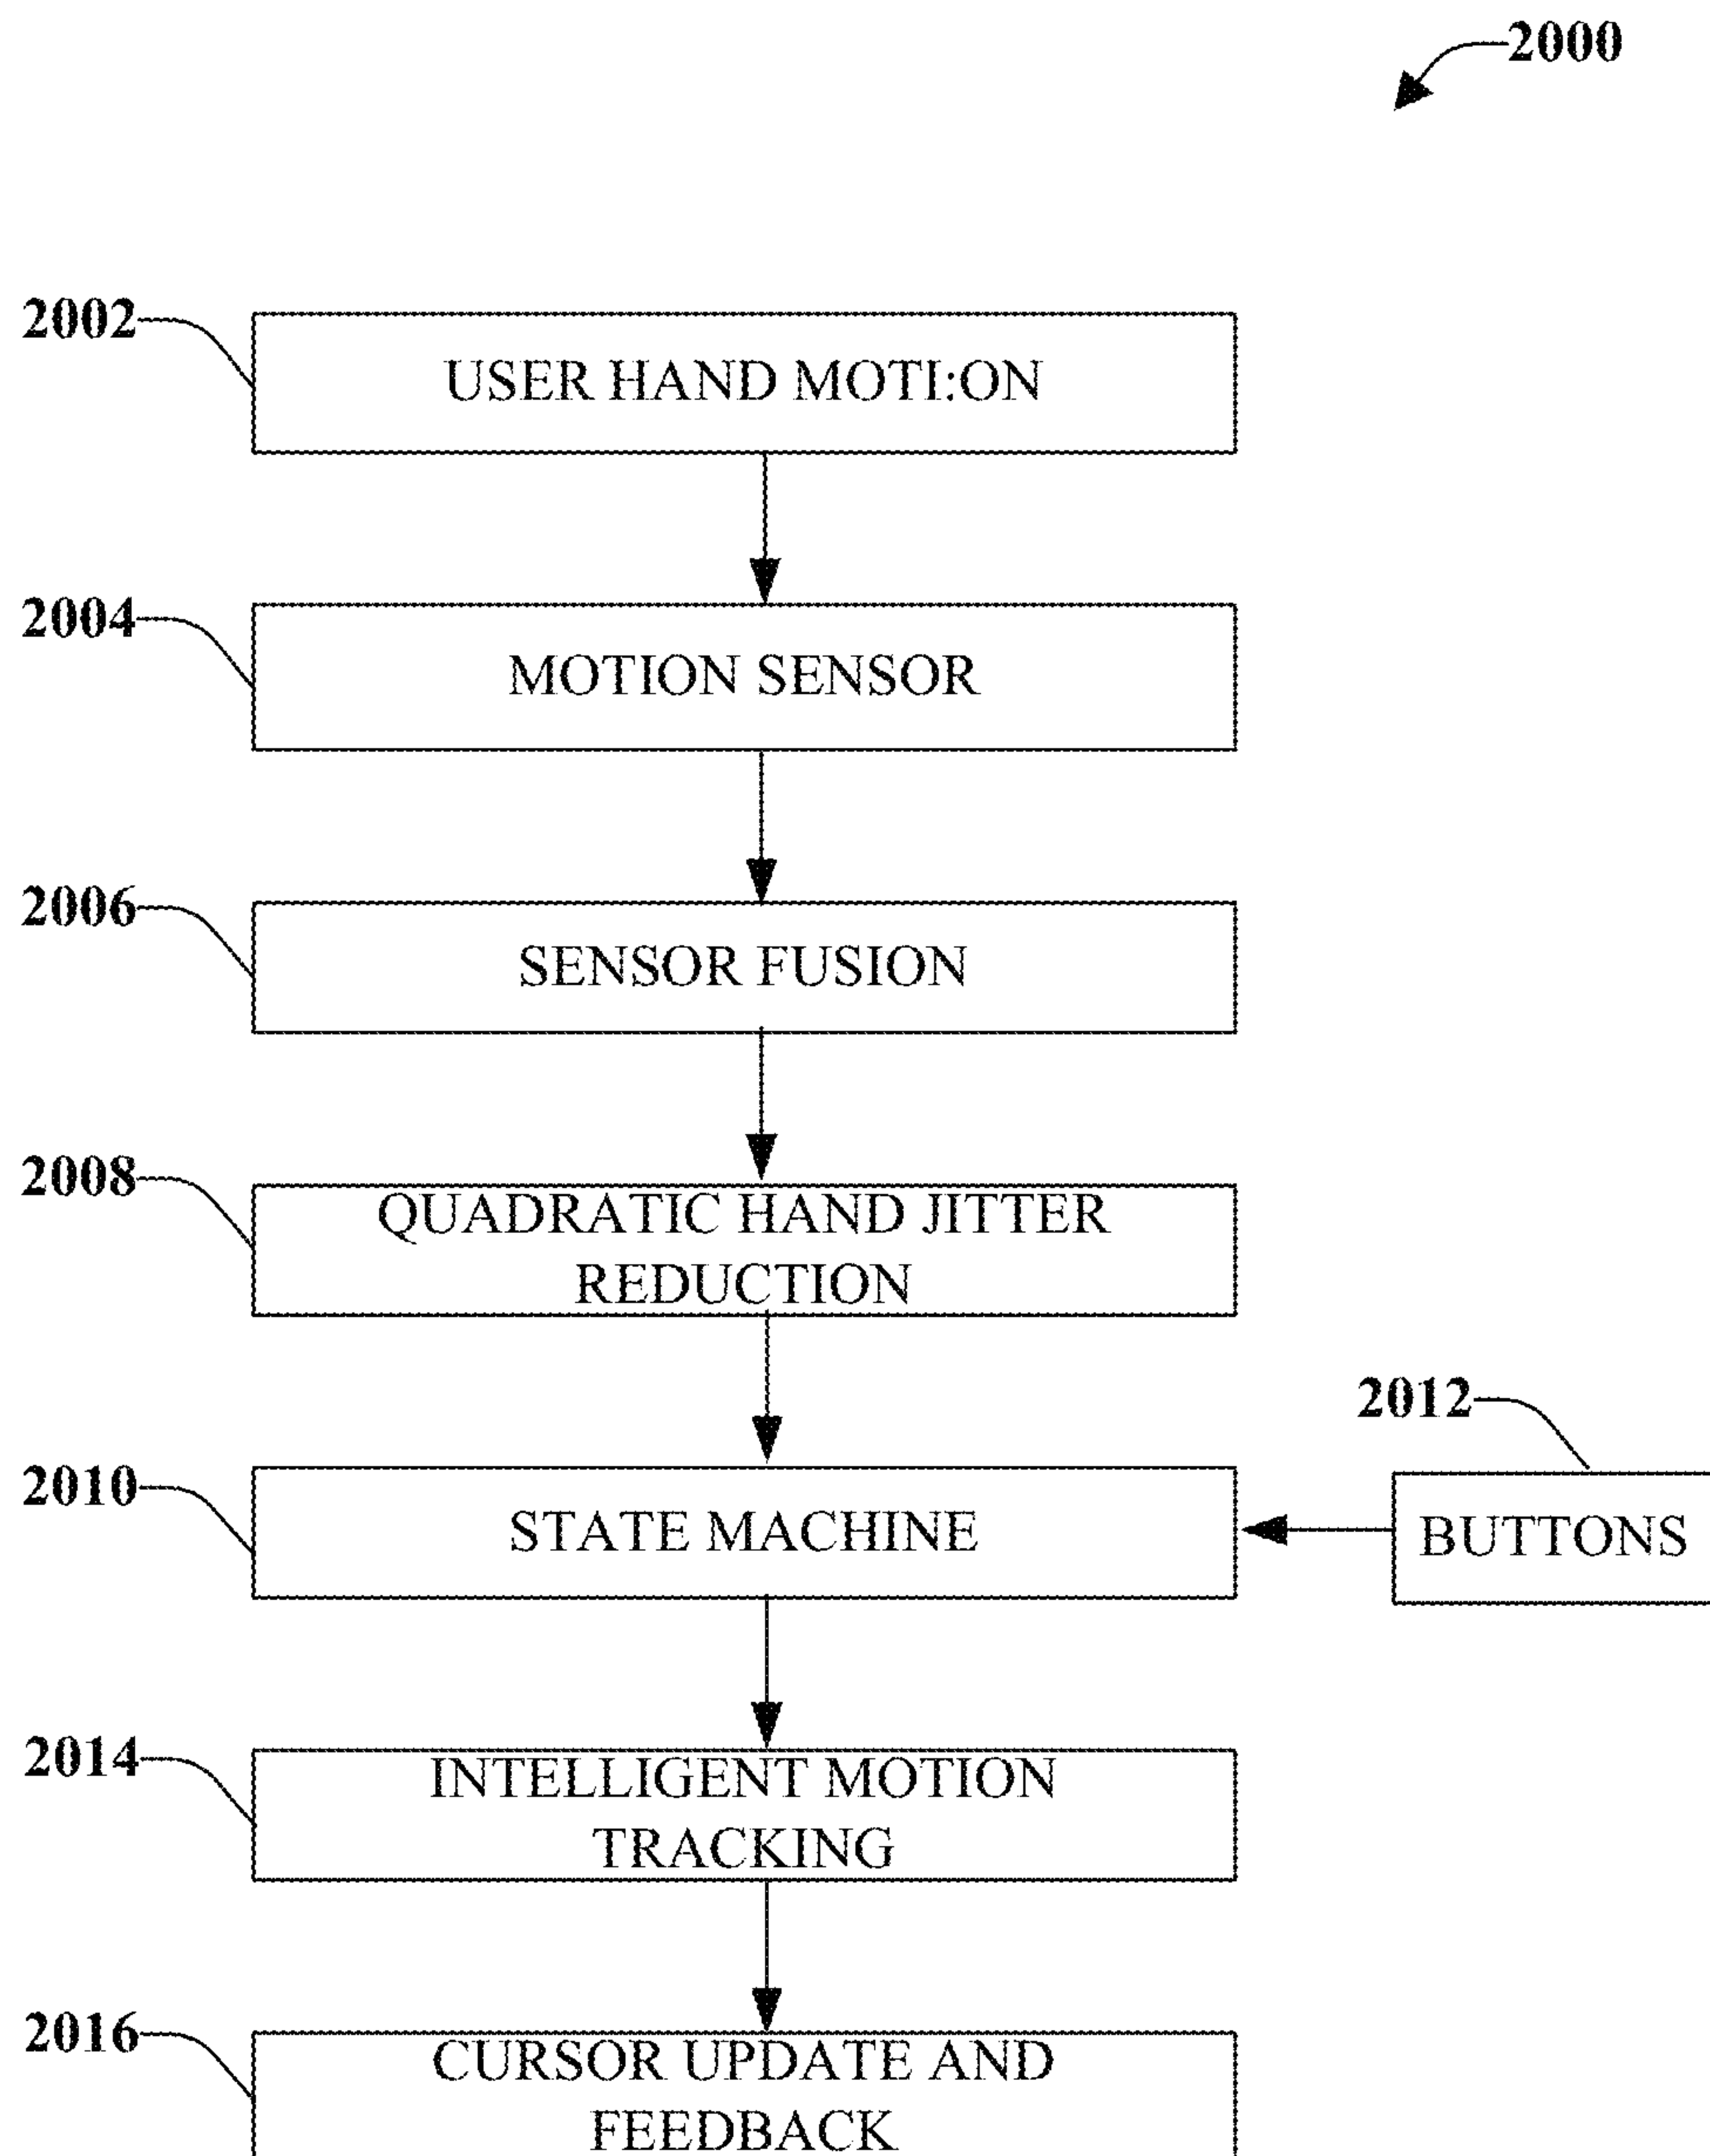 2000
2002
USER HAND MOTI:ON
2004
MOTION SENSOR
2006
SENSOR FUSION
2008
QUADRATIC HAND JITTER
REDUCTION
2012
2010
STATE MACHINE
BUTTONS
2014
INTELLIGENT MOTION
TRACKING
2016
CURSOR UPDATE AND
FEEDBACK